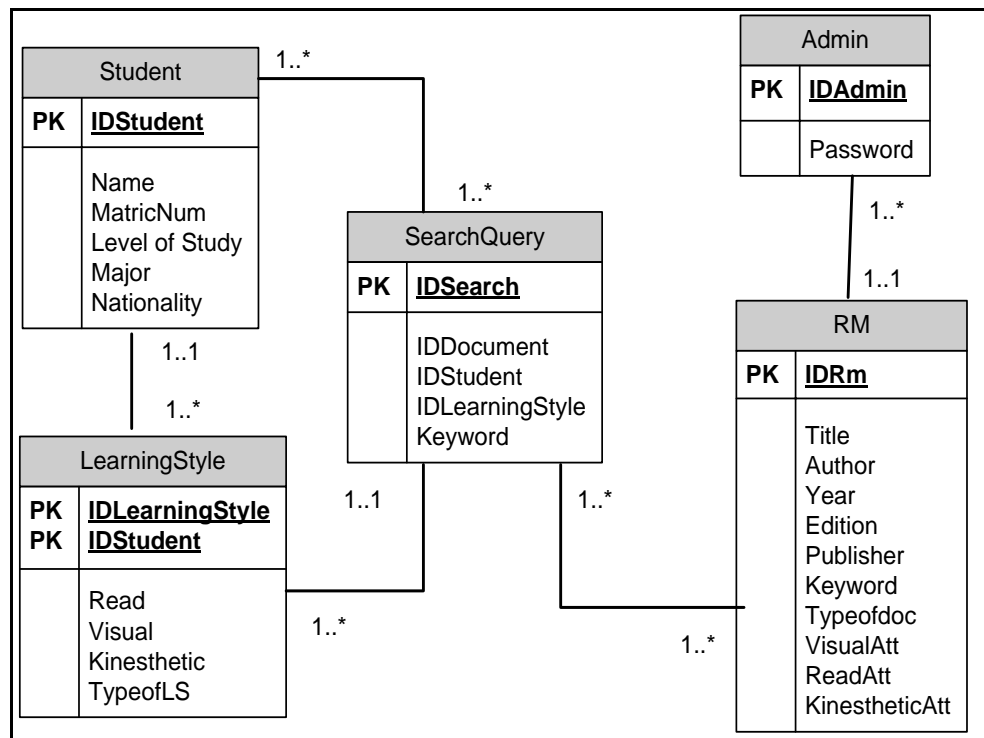 Student
PK IDStudent
Name
MatricNum
Level of Study
Major
Nationality
1..*
1..*
1..1
1..*
LearningStyle
PK IDLearningStyle
PK IDStudent
Read
Visual
Kinesthetic
TypeofLS
SearchQuery
PK IDSearch
IDDocument
IDStudent
IDLearningStyle
Keyword
1..1
1..*
1..*
1..*
Admin
PK IDAdmin
Password
1..*
1..1
RM
PK IDRm
Title
Author
Year
Edition
Publisher
Keyword
Typeofdoc
VisualAtt
ReadAtt
KinestheticAtt